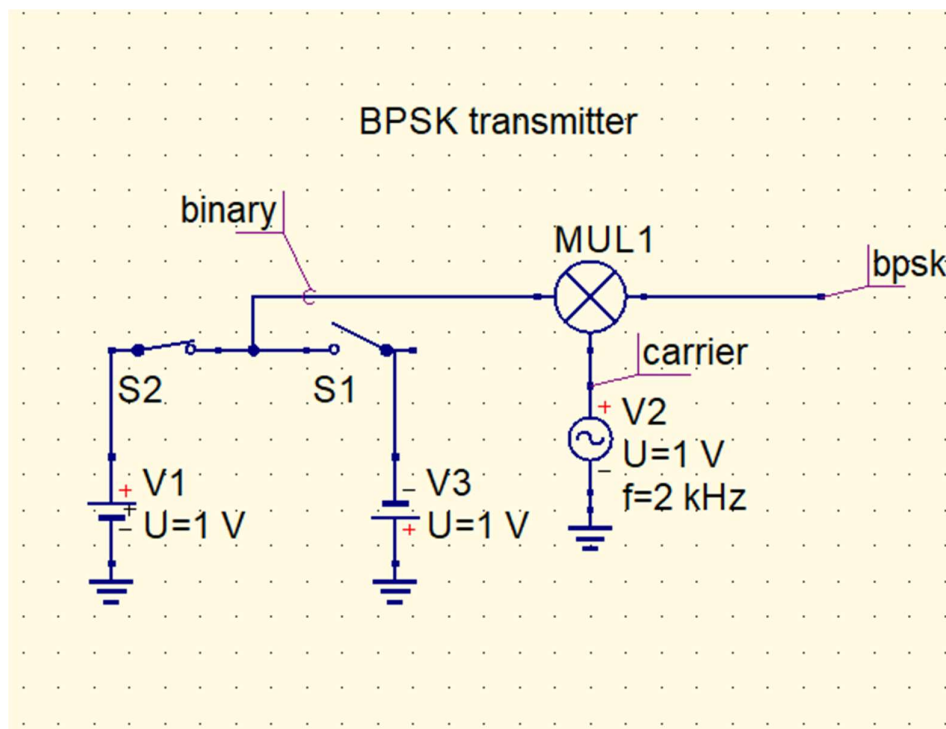 BPSK transmitter
binary
MUL1
bpsk
carrier
S2
S1
+ V2
U=1 V
− f=2 kHz
+ V1
+
− U=1 V
− V3
+ U=1 V